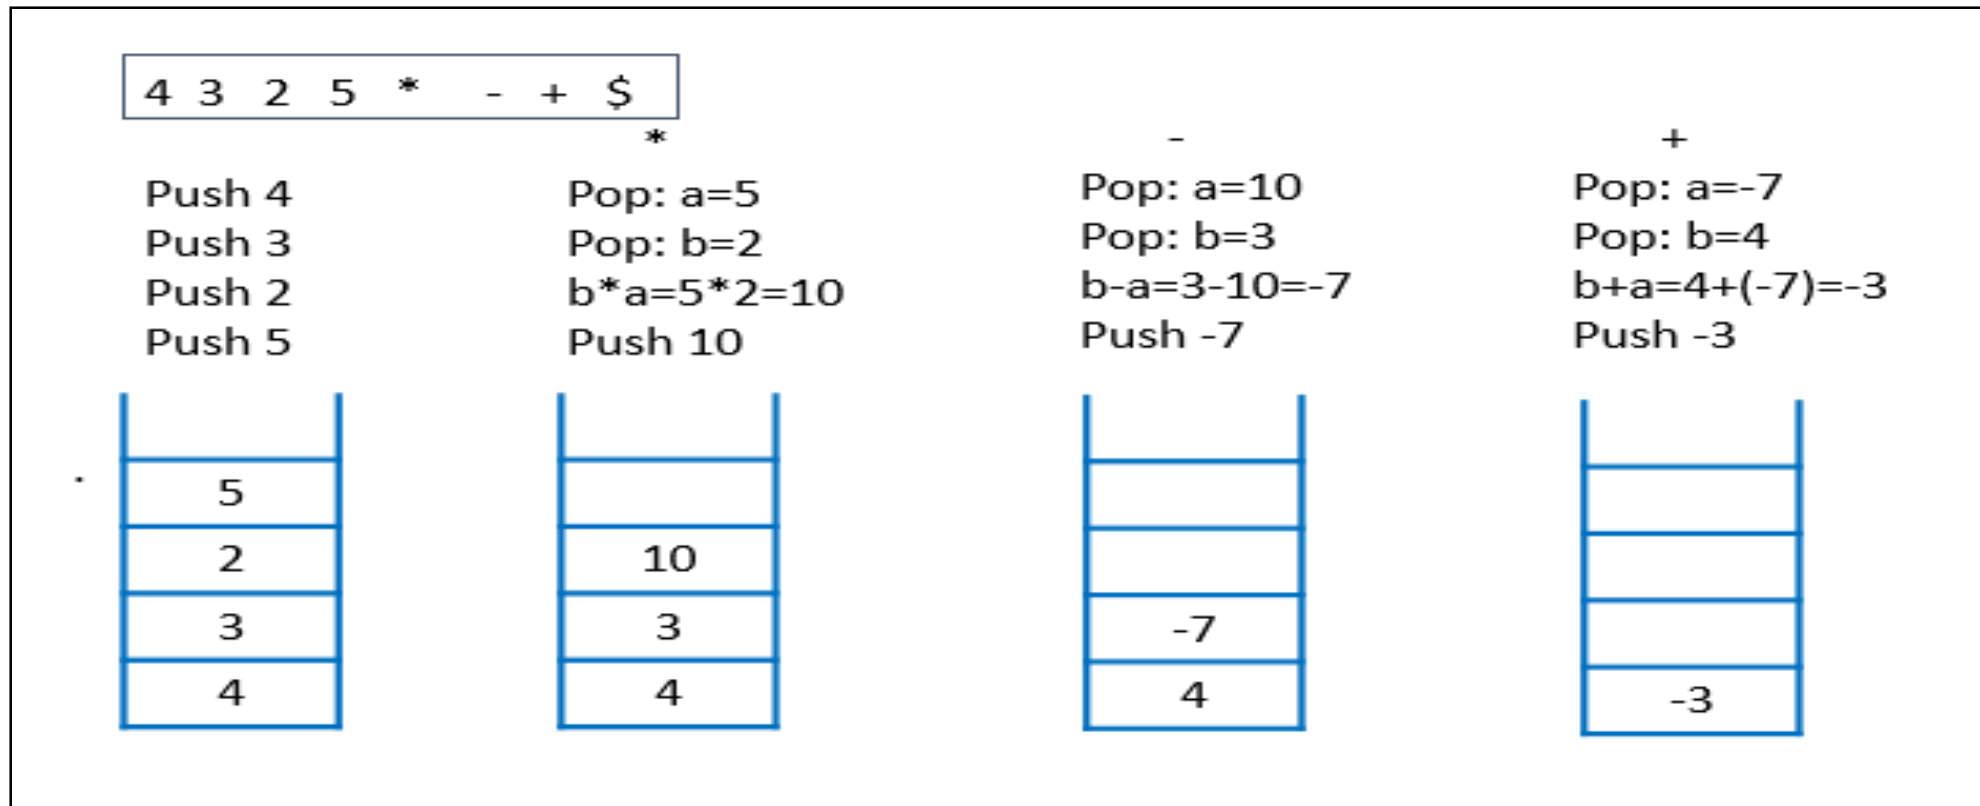 4 3 2 5 * - + $
*
Push 4
Push 3
Push 2
Push 5
Pop: a=5
Pop: b=2
b*a=5*2=10
Push 10
-
Pop: a=10
Pop: b=3
b-a=3-10=-7
Push -7
+
Pop: a=-7
Pop: b=4
b+a=4+(-7)=-3
Push -3
.
5
2
3
4
10
3
4
-7
4
-3